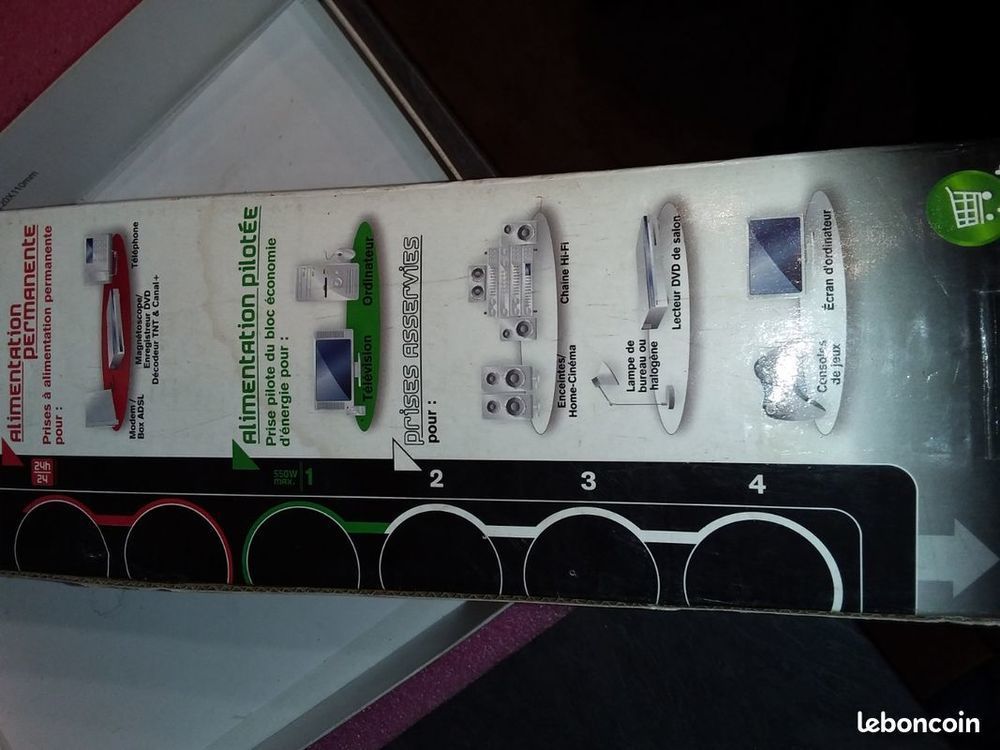 20X110mm
Alimentation
PERMANENTE
Prises à alimentation permanente
pour :
Modem /
Box ADSL
Magnétoscope/
Enregistreur DVD
Décodeur TNT & Canal+
Téléphone
24h
24
Alimentation pilotée
Prise pilote du bloc économie
d'énergie pour :
Télévision
Ordinateur
550W
max.
1
prises asservies
pour :
Enceintes/
Home-Cinéma
Chaîne Hi-Fi
2
Lampe de
bureau ou
halogène
Lecteur DVD de salon
3
Consoles
de jeux
Écran d'ordinateur
4
leboncoin